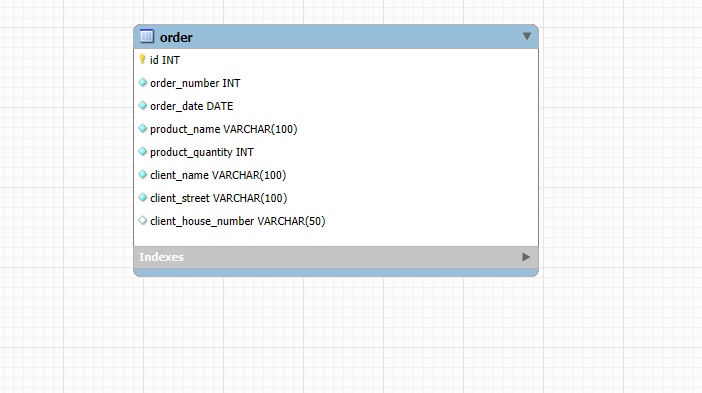 order
id INT
order_number INT
order_date DATE
product_name VARCHAR(100)
product_quantity INT
client_name VARCHAR(100)
client_street VARCHAR(100)
client_house_number VARCHAR(50)
Indexes